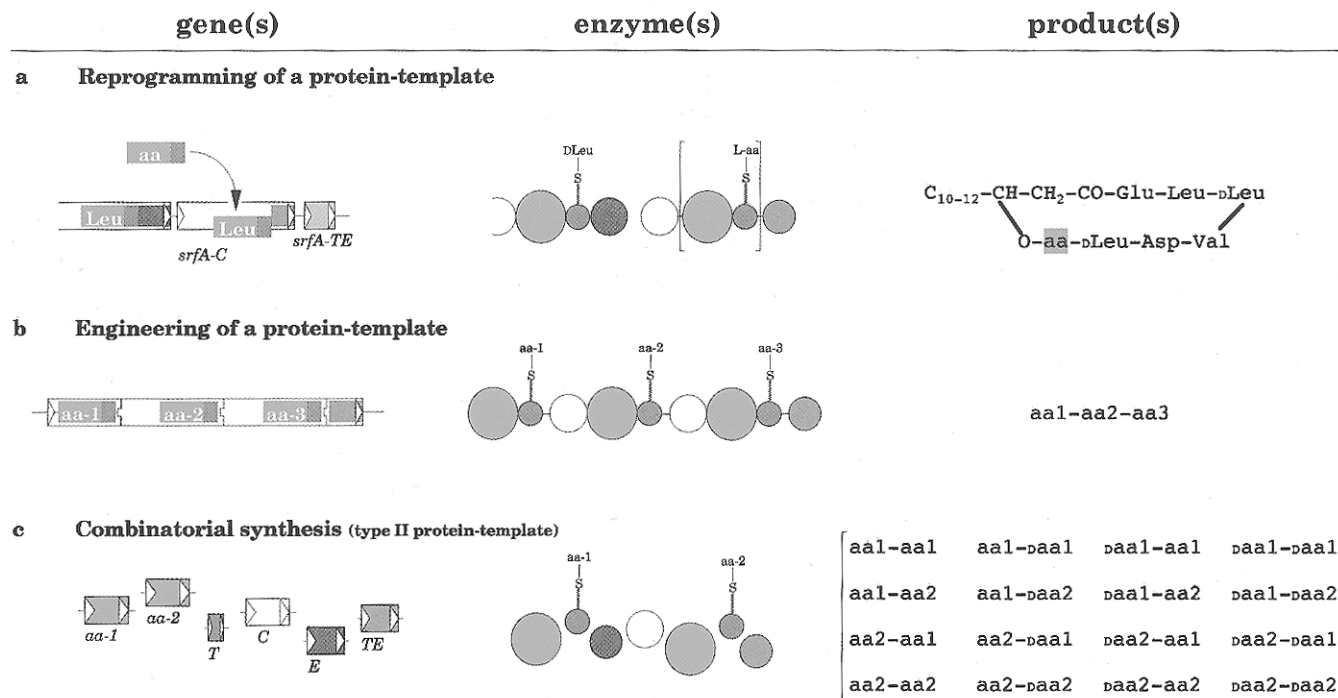 gene(s) enzyme(s) product(s)
a Reprogramming of a protein-template
aa
DLeu
L-aa
S
S
Leu
Leu
srfA-C
srfA-TE
C10-12-CH-CH2-CO-Glu-Leu-DLeu
O-aa-DLeu-Asp-Val
b Engineering of a protein-template
aa-1 aa-2 aa-3
S S S
aa-1 aa-2 aa-3
aa1-aa2-aa3
c Combinatorial synthesis (type II protein-template)
aa-1
aa-2
T
C
E
TE
aa-1 aa-2
S S
aa1-aa1 aa1-Daa1 Daa1-aa1 Daa1-Daa1
aa1-aa2 aa1-Daa2 Daa1-aa2 Daa1-Daa2
aa2-aa1 aa2-Daa1 Daa2-aa1 Daa2-Daa1
aa2-aa2 aa2-Daa2 Daa2-aa2 Daa2-Daa2